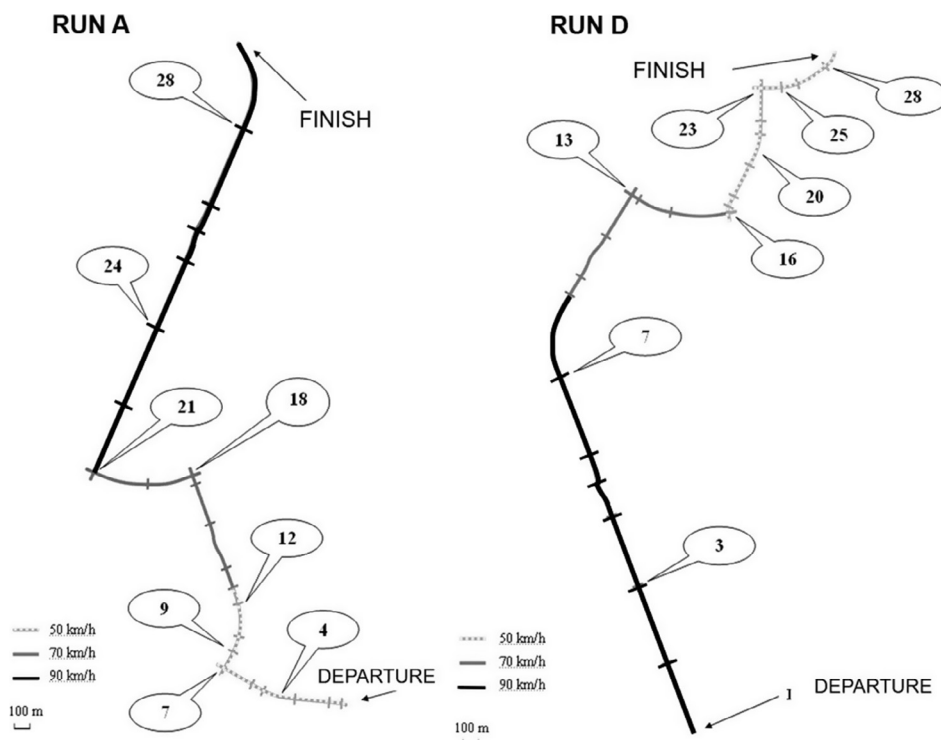 RUN A
28
FINISH
24
21
18
12
9
4
7
DEPARTURE
50 km/h
70 km/h
90 km/h
100 m
RUN D
FINISH
28
23
25
13
20
16
7
3
50 km/h
70 km/h
90 km/h
1
DEPARTURE
100 m